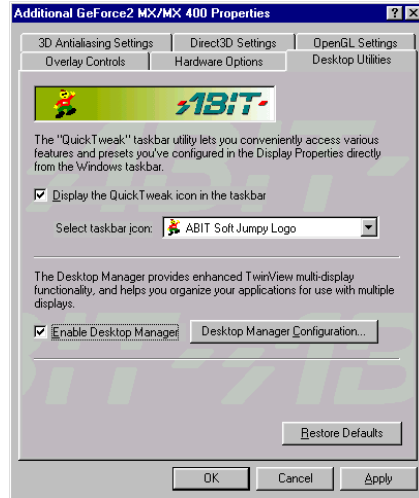 Additional GeForce2 MX/MX 400 Properties
3D Antialiasing Settings Direct3D Settings OpenGL Settings
Overlay Controls Hardware Options Desktop Utilities
ABIT
The "QuickTweak" taskbar utility lets you conveniently access various
features and presets you've configured in the Display Properties directly
from the Windows taskbar.
Display the QuickTweak icon in the taskbar
Select taskbar icon: ABIT Soft Jumpy Logo
The Desktop Manager provides enhanced TwinView multi-display
functionality, and helps you organize your applications for use with multiple
displays.
Enable Desktop Manager Desktop Manager Configuration...
Restore Defaults
OK Cancel Apply